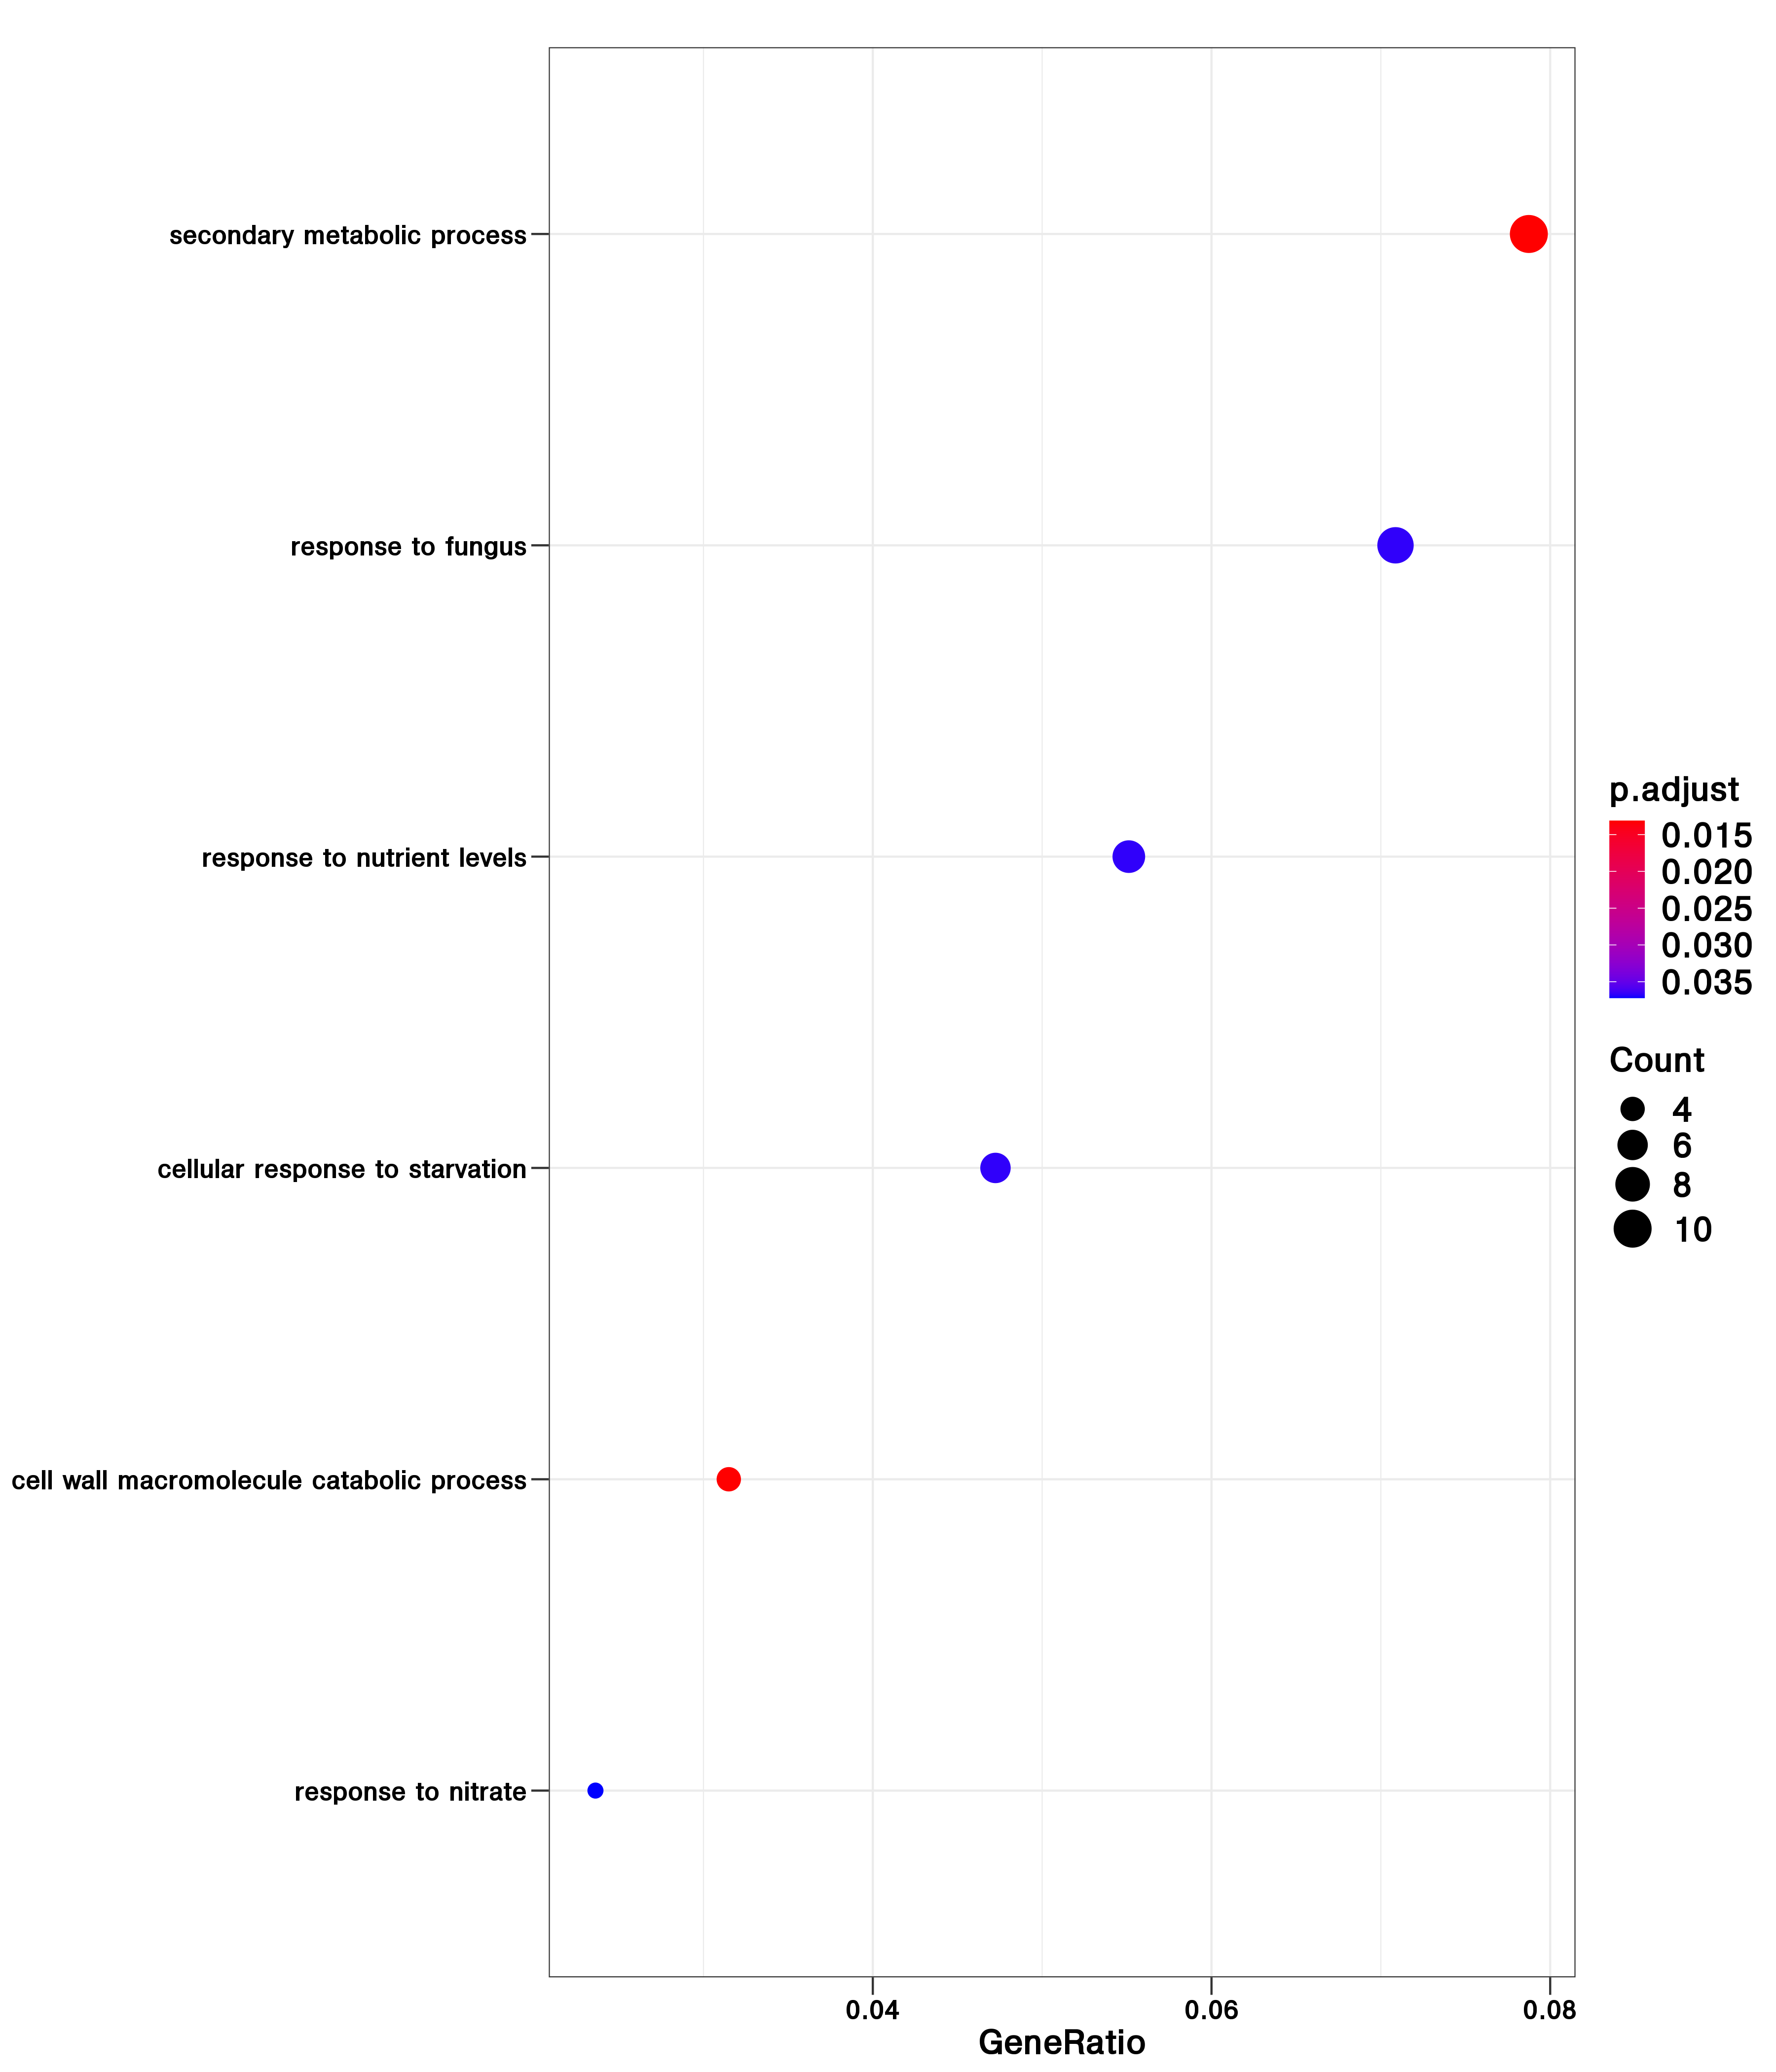 secondary metabolic process
response to fungus
response to nutrient levels
cellular response to starvation
cell wall macromolecule catabolic process
response to nitrate
0.04
0.06
0.08
GeneRatio
p.adjust
0.015
0.020
0.025
0.030
0.035
Count
4
6
8
10